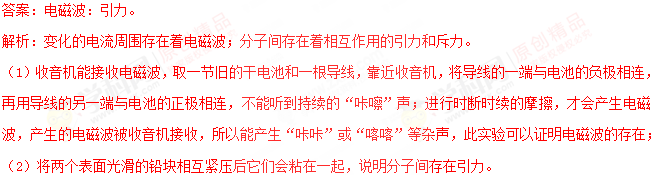 答案：电磁波：引力。
解析：变化的电流周围存在着电磁波；分子间存在着相互作用的引力和斥力。
（1）收音机能接收电磁波，取一节旧的干电池和一根导线，靠近收音机，将导线的一端与电池的负极相连，
再用导线的另一端与电池的正极相连，不能听到持续的“咔嚓”声；进行时断时续的摩擦，才会产生电磁
波，产生的电磁波被收音机接收，所以能产生“咔咔”或“喀喀”等杂声，此实验可以证明电磁波的存在；
（2）将两个表面光滑的铅块相互紧压后它们会粘在一起，说明分子间存在引力。